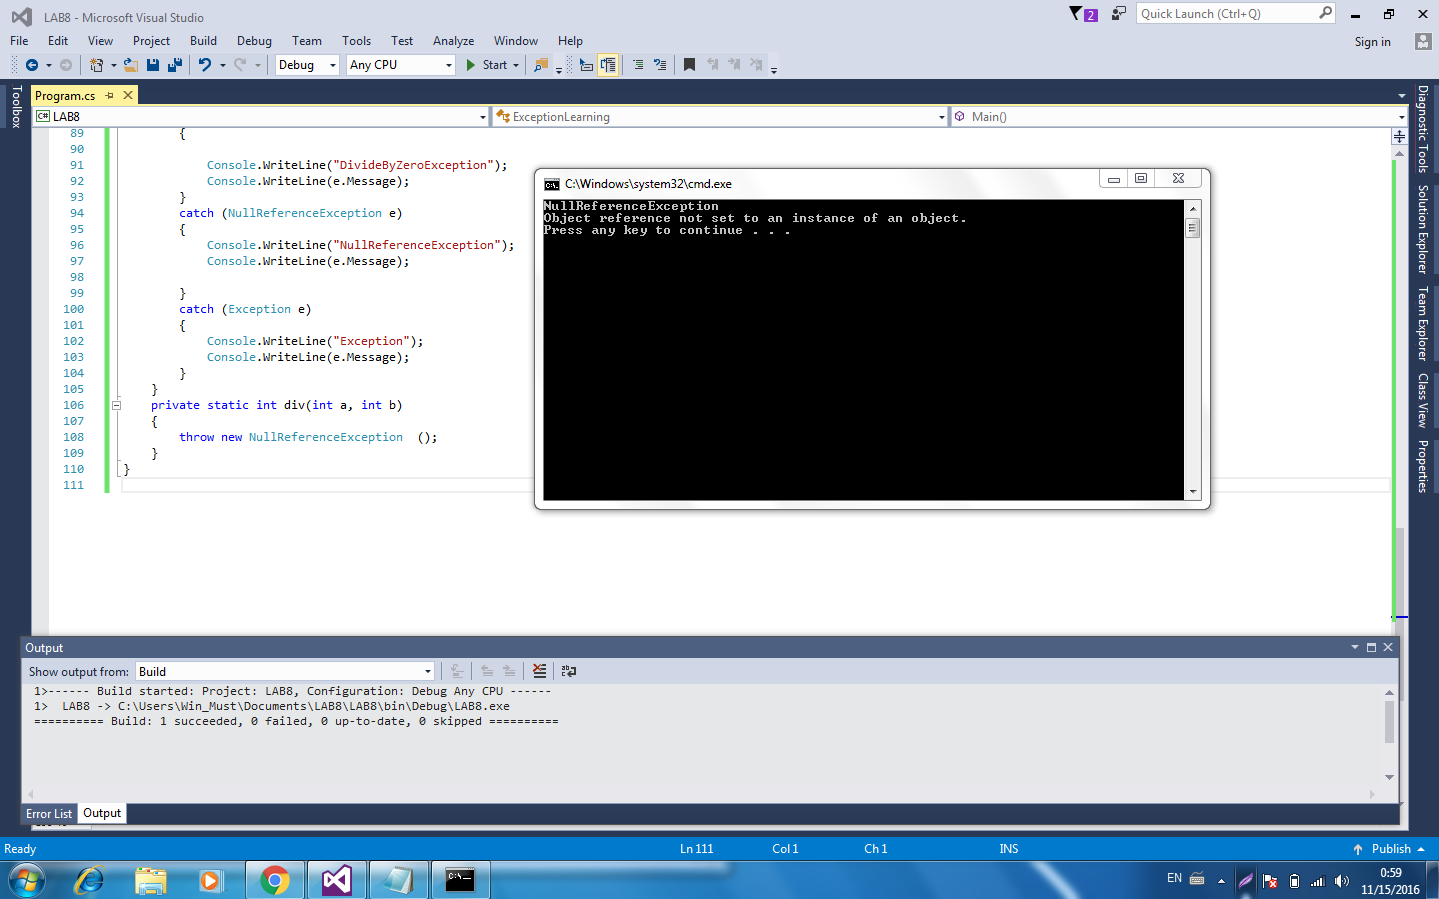 LAB8 - Microsoft Visual Studio
2
Quick Launch (Ctrl+Q)
File Edit View Project Build Debug Team Tools Test Analyze Window Help
Sign in
Debug Any CPU Start
Toolbox
Program.cs
C# LAB8 ExceptionLearning Main()
89 {
90
91 Console.WriteLine("DivideByZeroException");
92 Console.WriteLine(e.Message);
93 }
94 catch (NullReferenceException e)
95 {
96 Console.WriteLine("NullReferenceException");
97 Console.WriteLine(e.Message);
98
99 }
100 catch (Exception e)
101 {
102 Console.WriteLine("Exception");
103 Console.WriteLine(e.Message);
104 }
105 }
106 private static int div(int a, int b)
107 {
108 throw new NullReferenceException  ();
109 }
110 }
111
C:\Windows\system32\cmd.exe
NullReferenceException
Object reference not set to an instance of an object.
Press any key to continue . . .
Diagnostic Tools
Solution Explorer
Team Explorer
Class View
Properties
Output
Show output from: Build
1>------ Build started: Project: LAB8, Configuration: Debug Any CPU ------
1>  LAB8 -> C:\Users\Win_Must\Documents\LAB8\LAB8\bin\Debug\LAB8.exe
========== Build: 1 succeeded, 0 failed, 0 up-to-date, 0 skipped ==========
Error List Output
Ready Ln 111 Col 1 Ch 1 INS Publish
EN
0:59
11/15/2016